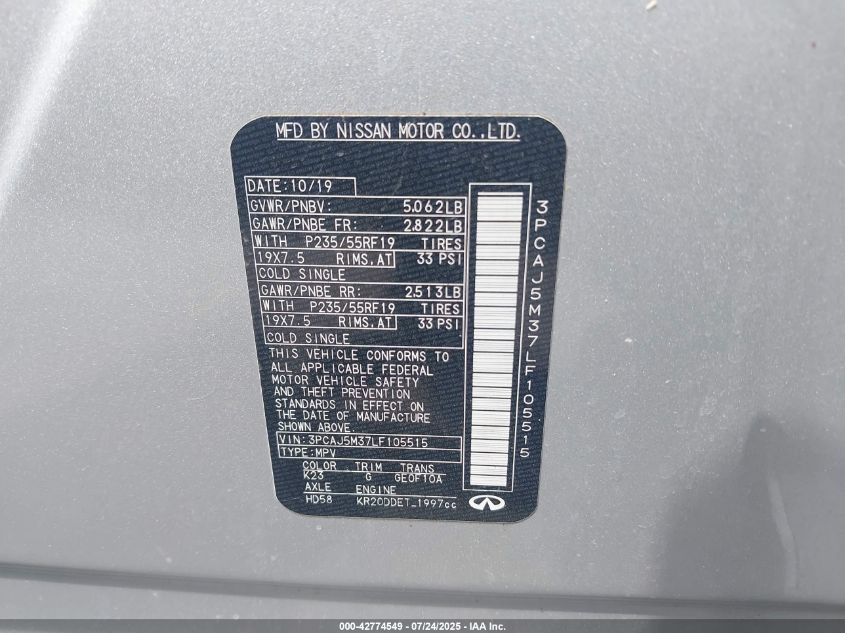 MFD BY NISSAN MOTOR CO.,LTD.
DATE:10/19
GVWR/PNBV: 5.062LB
GAWR/PNBE FR: 2.822LB
WITH P235/55RF19 TIRES
19X7.5 RIMS.AT 33 PSI
COLD SINGLE
GAWR/PNBE RR: 2.513LB
WITH P235/55RF19 TIRES
19X7.5 RIMS.AT 33 PSI
COLD SINGLE
THIS VEHICLE CONFORMS TO
ALL APPLICABLE FEDERAL
MOTOR VEHICLE SAFETY
AND THEFT PREVENTION
STANDARDS IN EFFECT ON
THE DATE OF MANUFACTURE
SHOWN ABOVE
VIN:3PCAJ5M37LF105515
TYPE:MPV
COLOR TRIM TRANS
K23 G GEOF10A
AXLE ENGINE
HD58 KR20DDET_1997cc
3PCAJ5M37LF105515
000-42774549 - 07/24/2025 - IAA Inc.